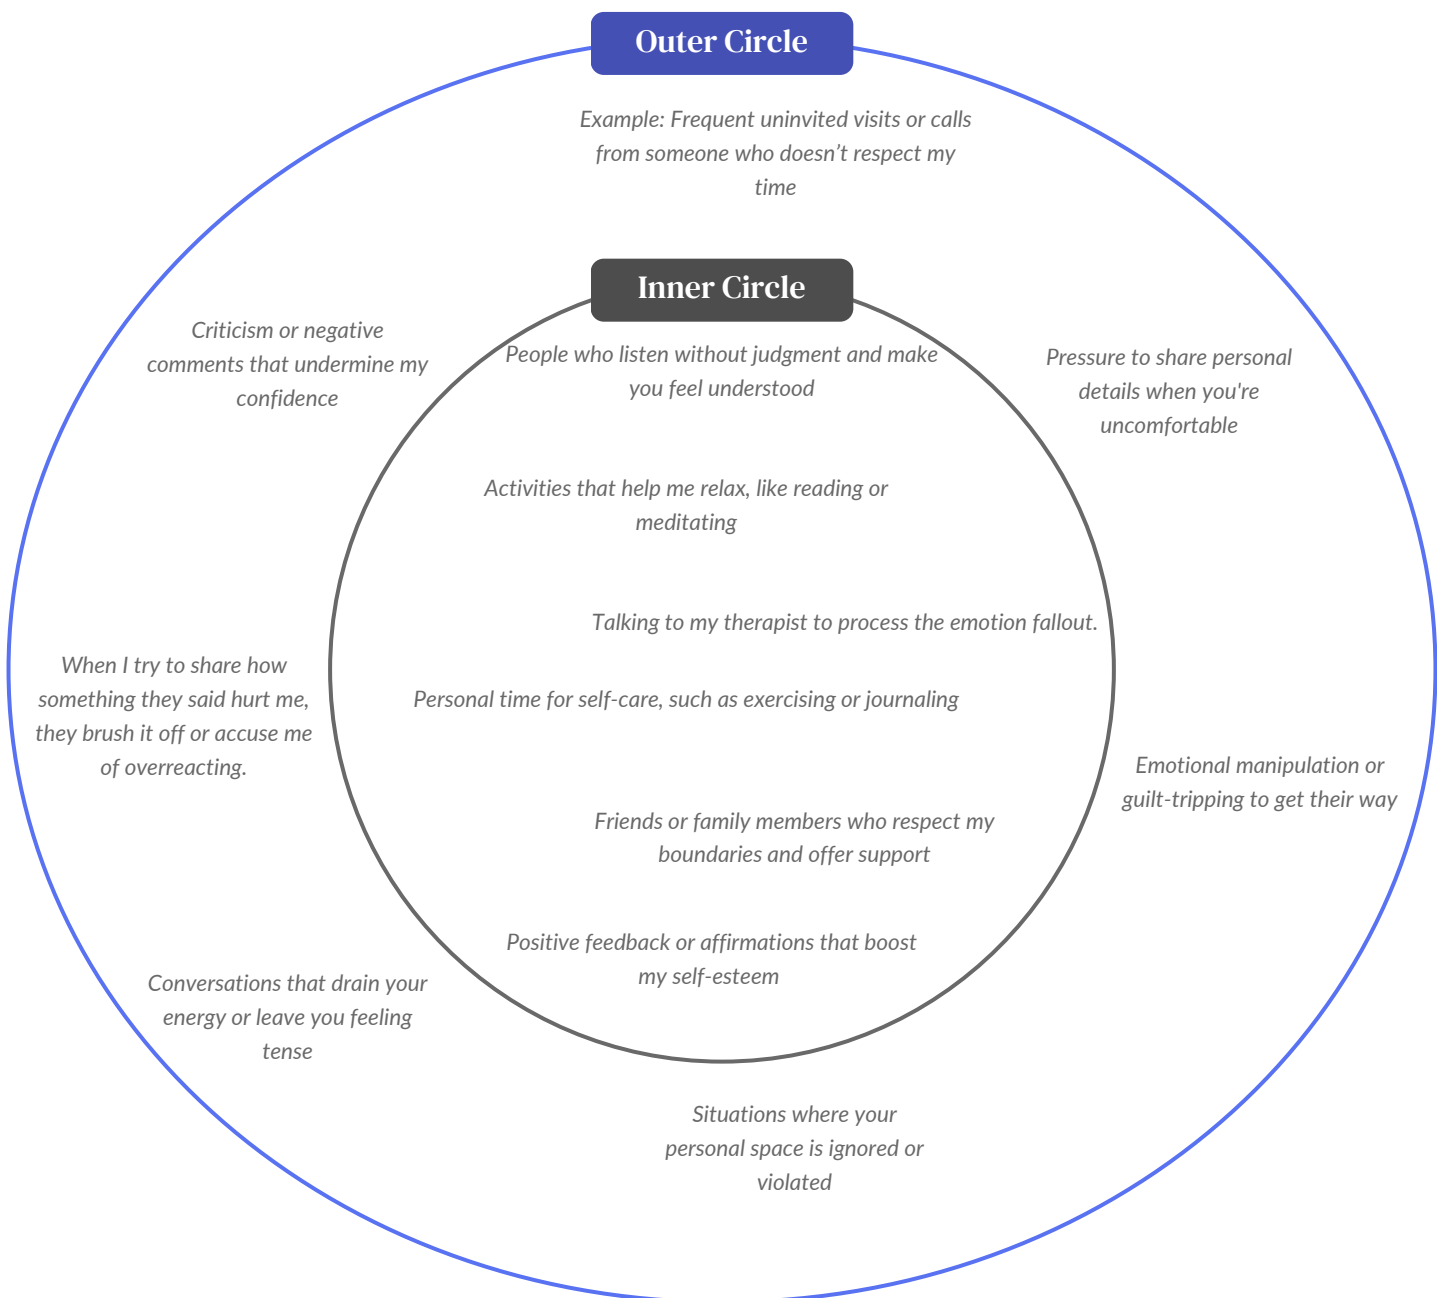 Outer Circle
Example: Frequent uninvited visits or calls
from someone who doesn’t respect my
time
Inner Circle
Criticism or negative
comments that undermine my
confidence
People who listen without judgment and make
you feel understood
Pressure to share personal
details when you're
uncomfortable
Activities that help me relax, like reading or
meditating
Talking to my therapist to process the emotion fallout.
When I try to share how
something they said hurt me,
they brush it off or accuse me
of overreacting.
Personal time for self-care, such as exercising or journaling
Emotional manipulation or
guilt-tripping to get their way
Friends or family members who respect my
boundaries and offer support
Positive feedback or affirmations that boost
my self-esteem
Conversations that drain your
energy or leave you feeling
tense
Situations where your
personal space is ignored or
violated